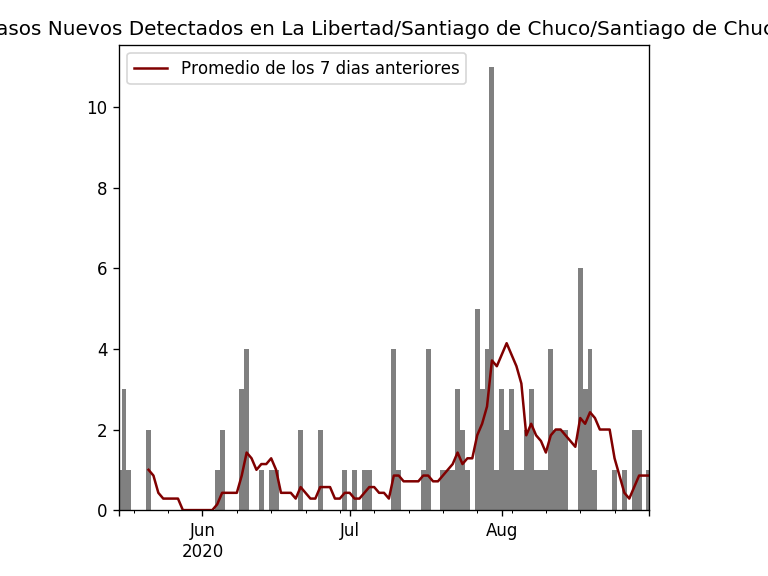 asos Nuevos Detectados en La Libertad/Santiago de Chuco/Santiago de Chuc
Promedio de los 7 dias anteriores
10
8
6
4
2
0
Jun
2020
Jul
Aug